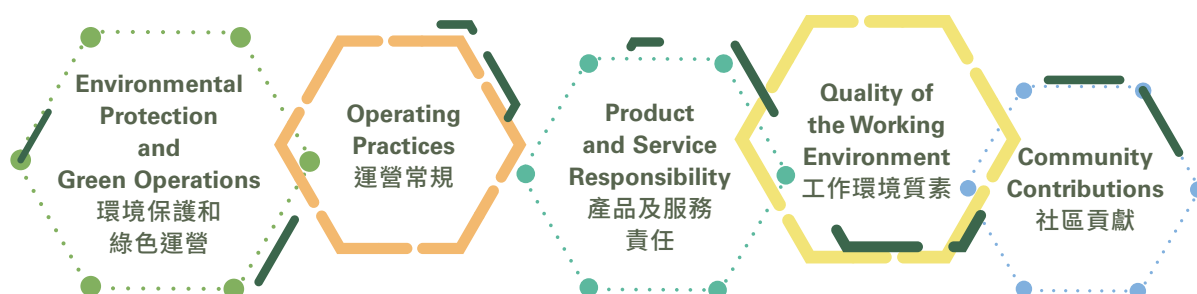 Environmental
Protection
and
Green Operations
環境保護和
綠色運營
Operating
Practices
運營常規
Product
and Service
Responsibility
產品及服務
責任
Quality of
the Working
Environment
工作環境質素
Community
Contributions
社區貢獻